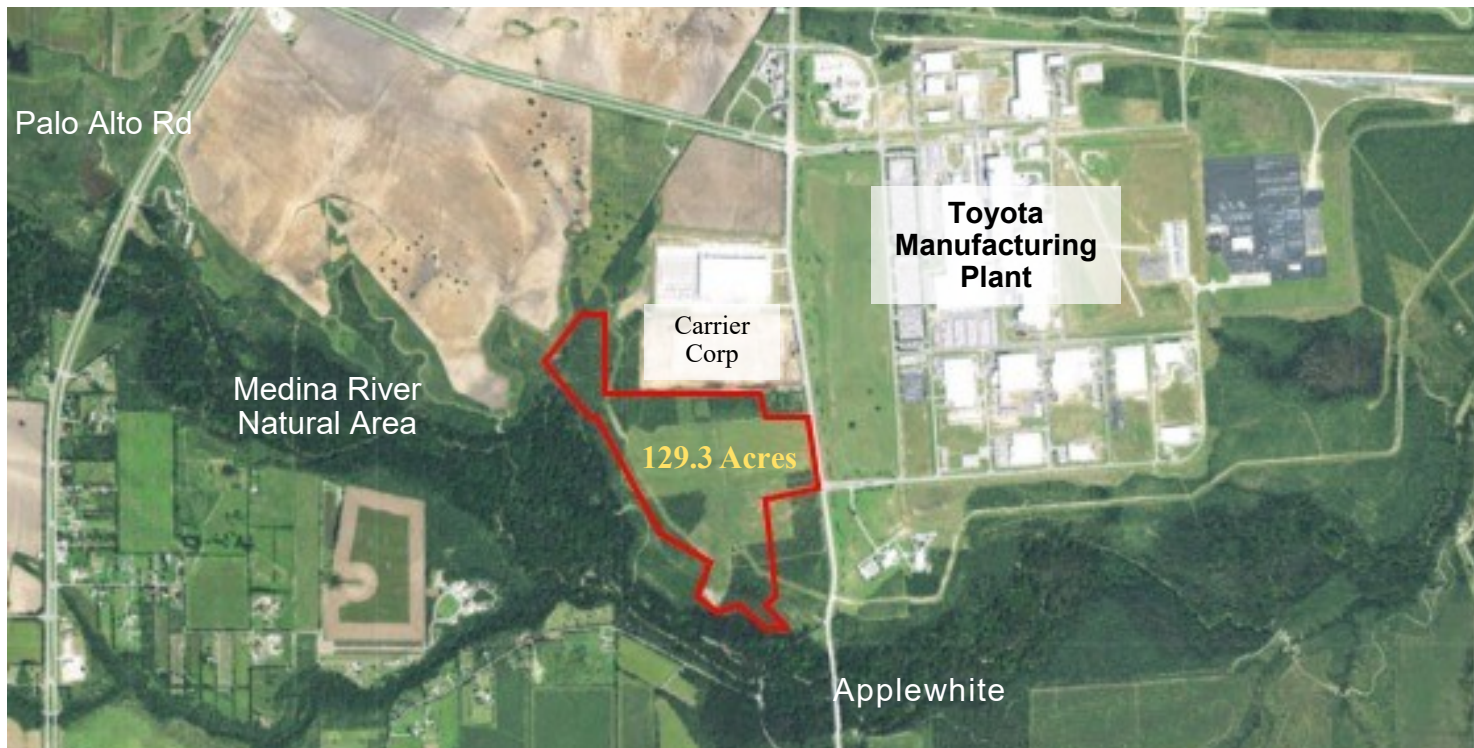 Palo Alto Rd
Toyota
Manufacturing
Plant
Carrier
Corp
Medina River
Natural Area
129.3 Acres
Applewhite